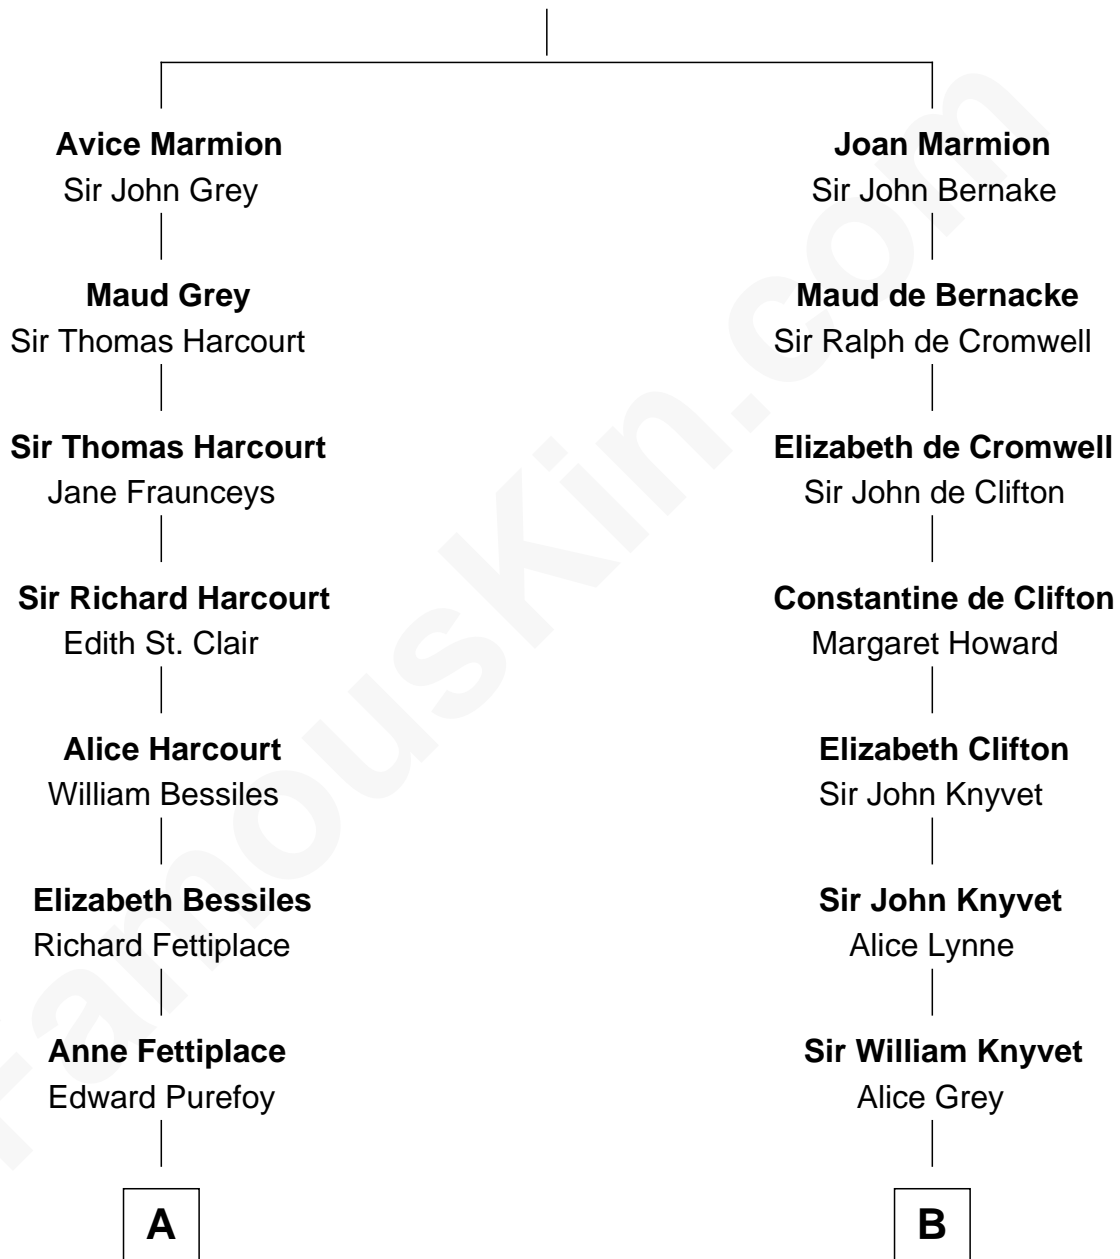 Avice Marmion
Sir John Grey
Maud Grey
Sir Thomas Harcourt
Sir Thomas Harcourt
Jane Fraunceys
Sir Richard Harcourt
Edith St. Clair
Alice Harcourt
William Bessiles
Elizabeth Bessiles
Richard Fettiplace
Anne Fettiplace
Edward Purefoy
A
Joan Marmion
Sir John Bernake
Maud de Bernacke
Sir Ralph de Cromwell
Elizabeth de Cromwell
Sir John de Clifton
Constantine de Clifton
Margaret Howard
Elizabeth Clifton
Sir John Knyvet
Sir John Knyvet
Alice Lynne
Sir William Knyvet
Alice Grey
B
FamousKin.com